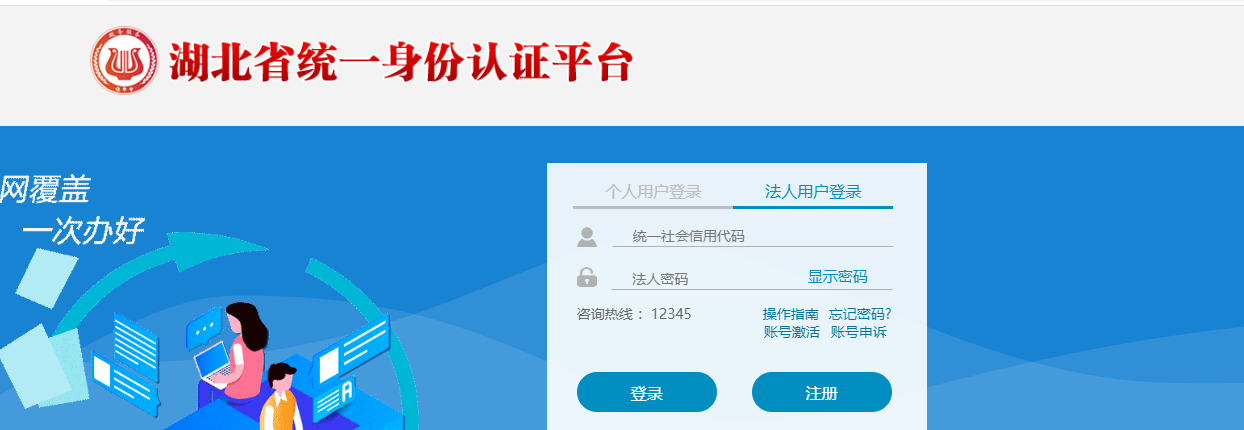 湖北省统一身份认证平台
网覆盖
一次办好
个人用户登录 法人用户登录
统一社会信用代码
法人密码 显示密码
咨询热线： 12345 操作指南 忘记密码?
账号激活 账号申诉
登录 注册